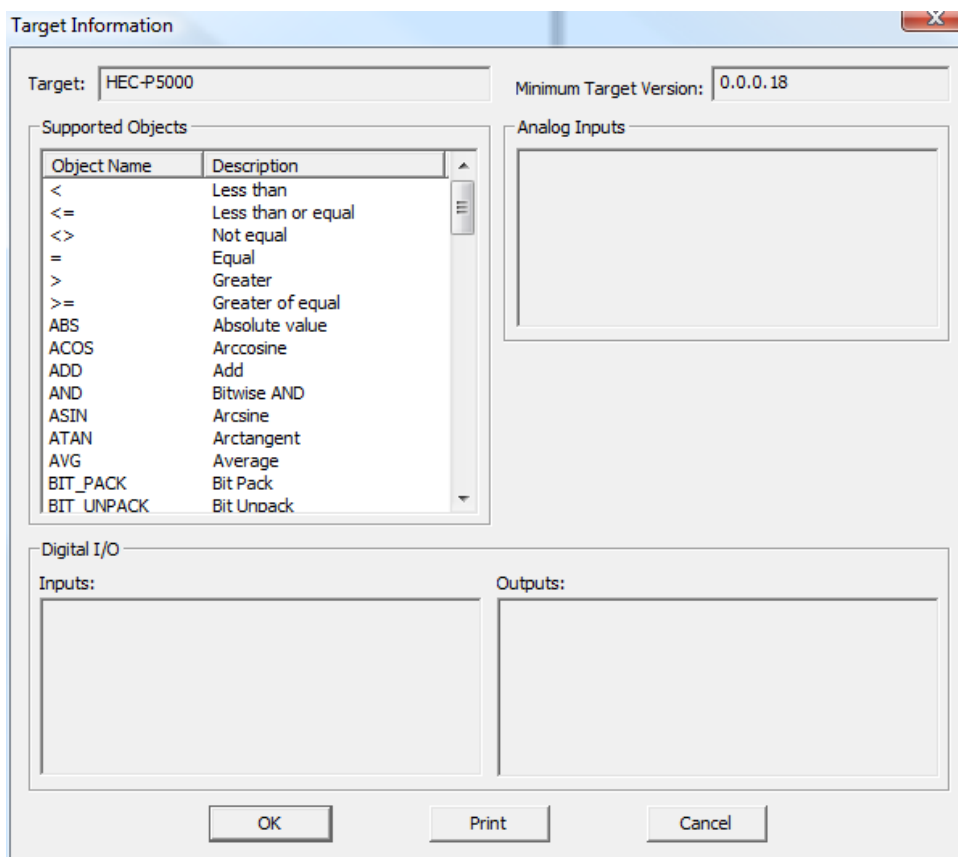 Target Information
Target: HEC-P5000
Minimum Target Version: 0.0.0.18
Supported Objects
Object Name Description
< Less than
<= Less than or equal
<> Not equal
= Equal
> Greater
>= Greater of equal
ABS Absolute value
ACOS Arccosine
ADD Add
AND Bitwise AND
ASIN Arcsine
ATAN Arctangent
AVG Average
BIT_PACK Bit Pack
BIT_UNPACK Bit Unpack
Analog Inputs
Digital I/O
Inputs: Outputs:
OK Print Cancel